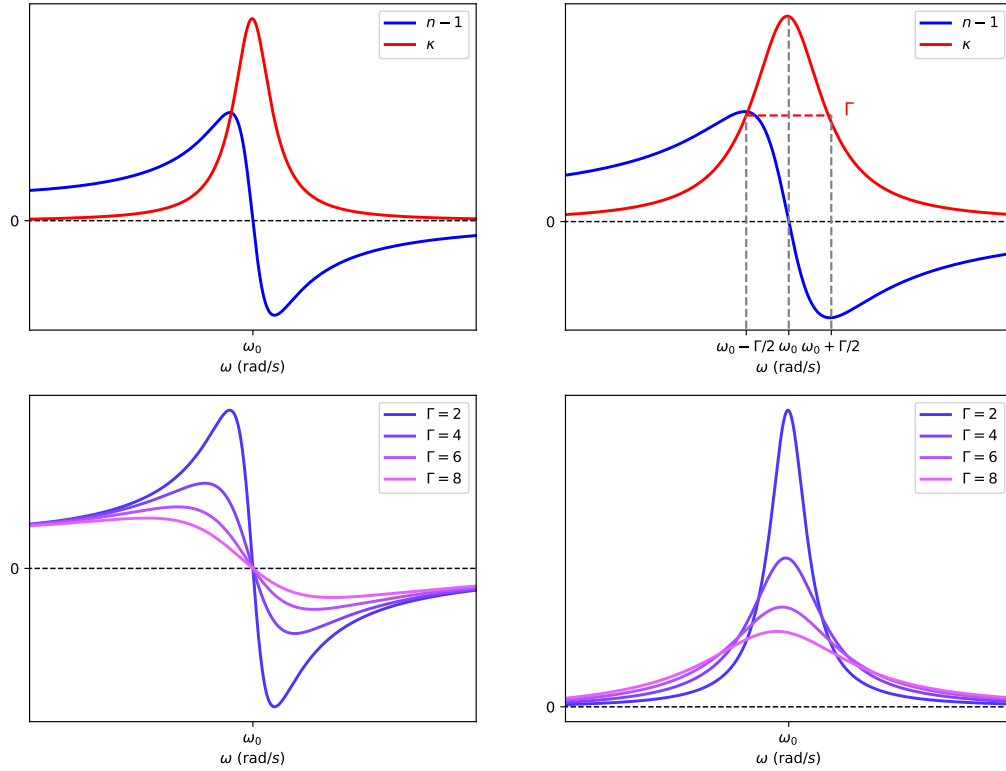 n − 1
κ
0
ω₀
ω (rad/s)
n − 1
κ
Γ
0
ω₀ − Γ/2 ω₀ ω₀ + Γ/2
ω (rad/s)
Γ = 2
Γ = 4
Γ = 6
Γ = 8
0
ω₀
ω (rad/s)
Γ = 2
Γ = 4
Γ = 6
Γ = 8
0
ω₀
ω (rad/s)